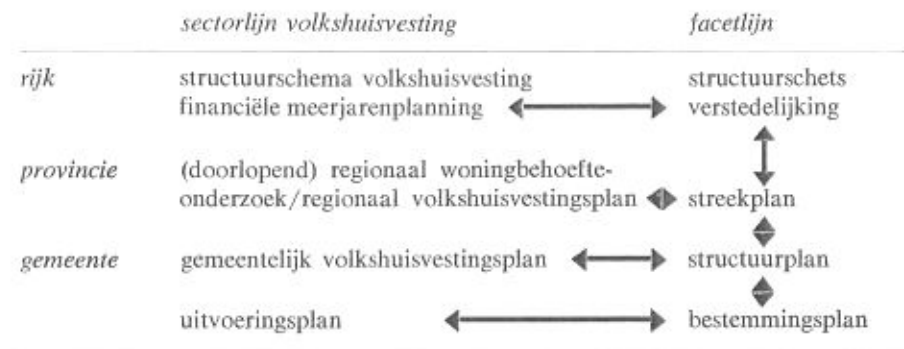 sectorlijn volkshuisvesting facetlijn
rijk structuurschema volkshuisvesting structuurschets
financiële meerjarenplanning verstedelijking
provincie (doorlopend) regionaal woningbehoefte-
onderzoek/regionaal volkshuisvestingsplan streekplan
gemeente gemeentelijk volkshuisvestingsplan structuurplan
uitvoeringsplan bestemmingsplan